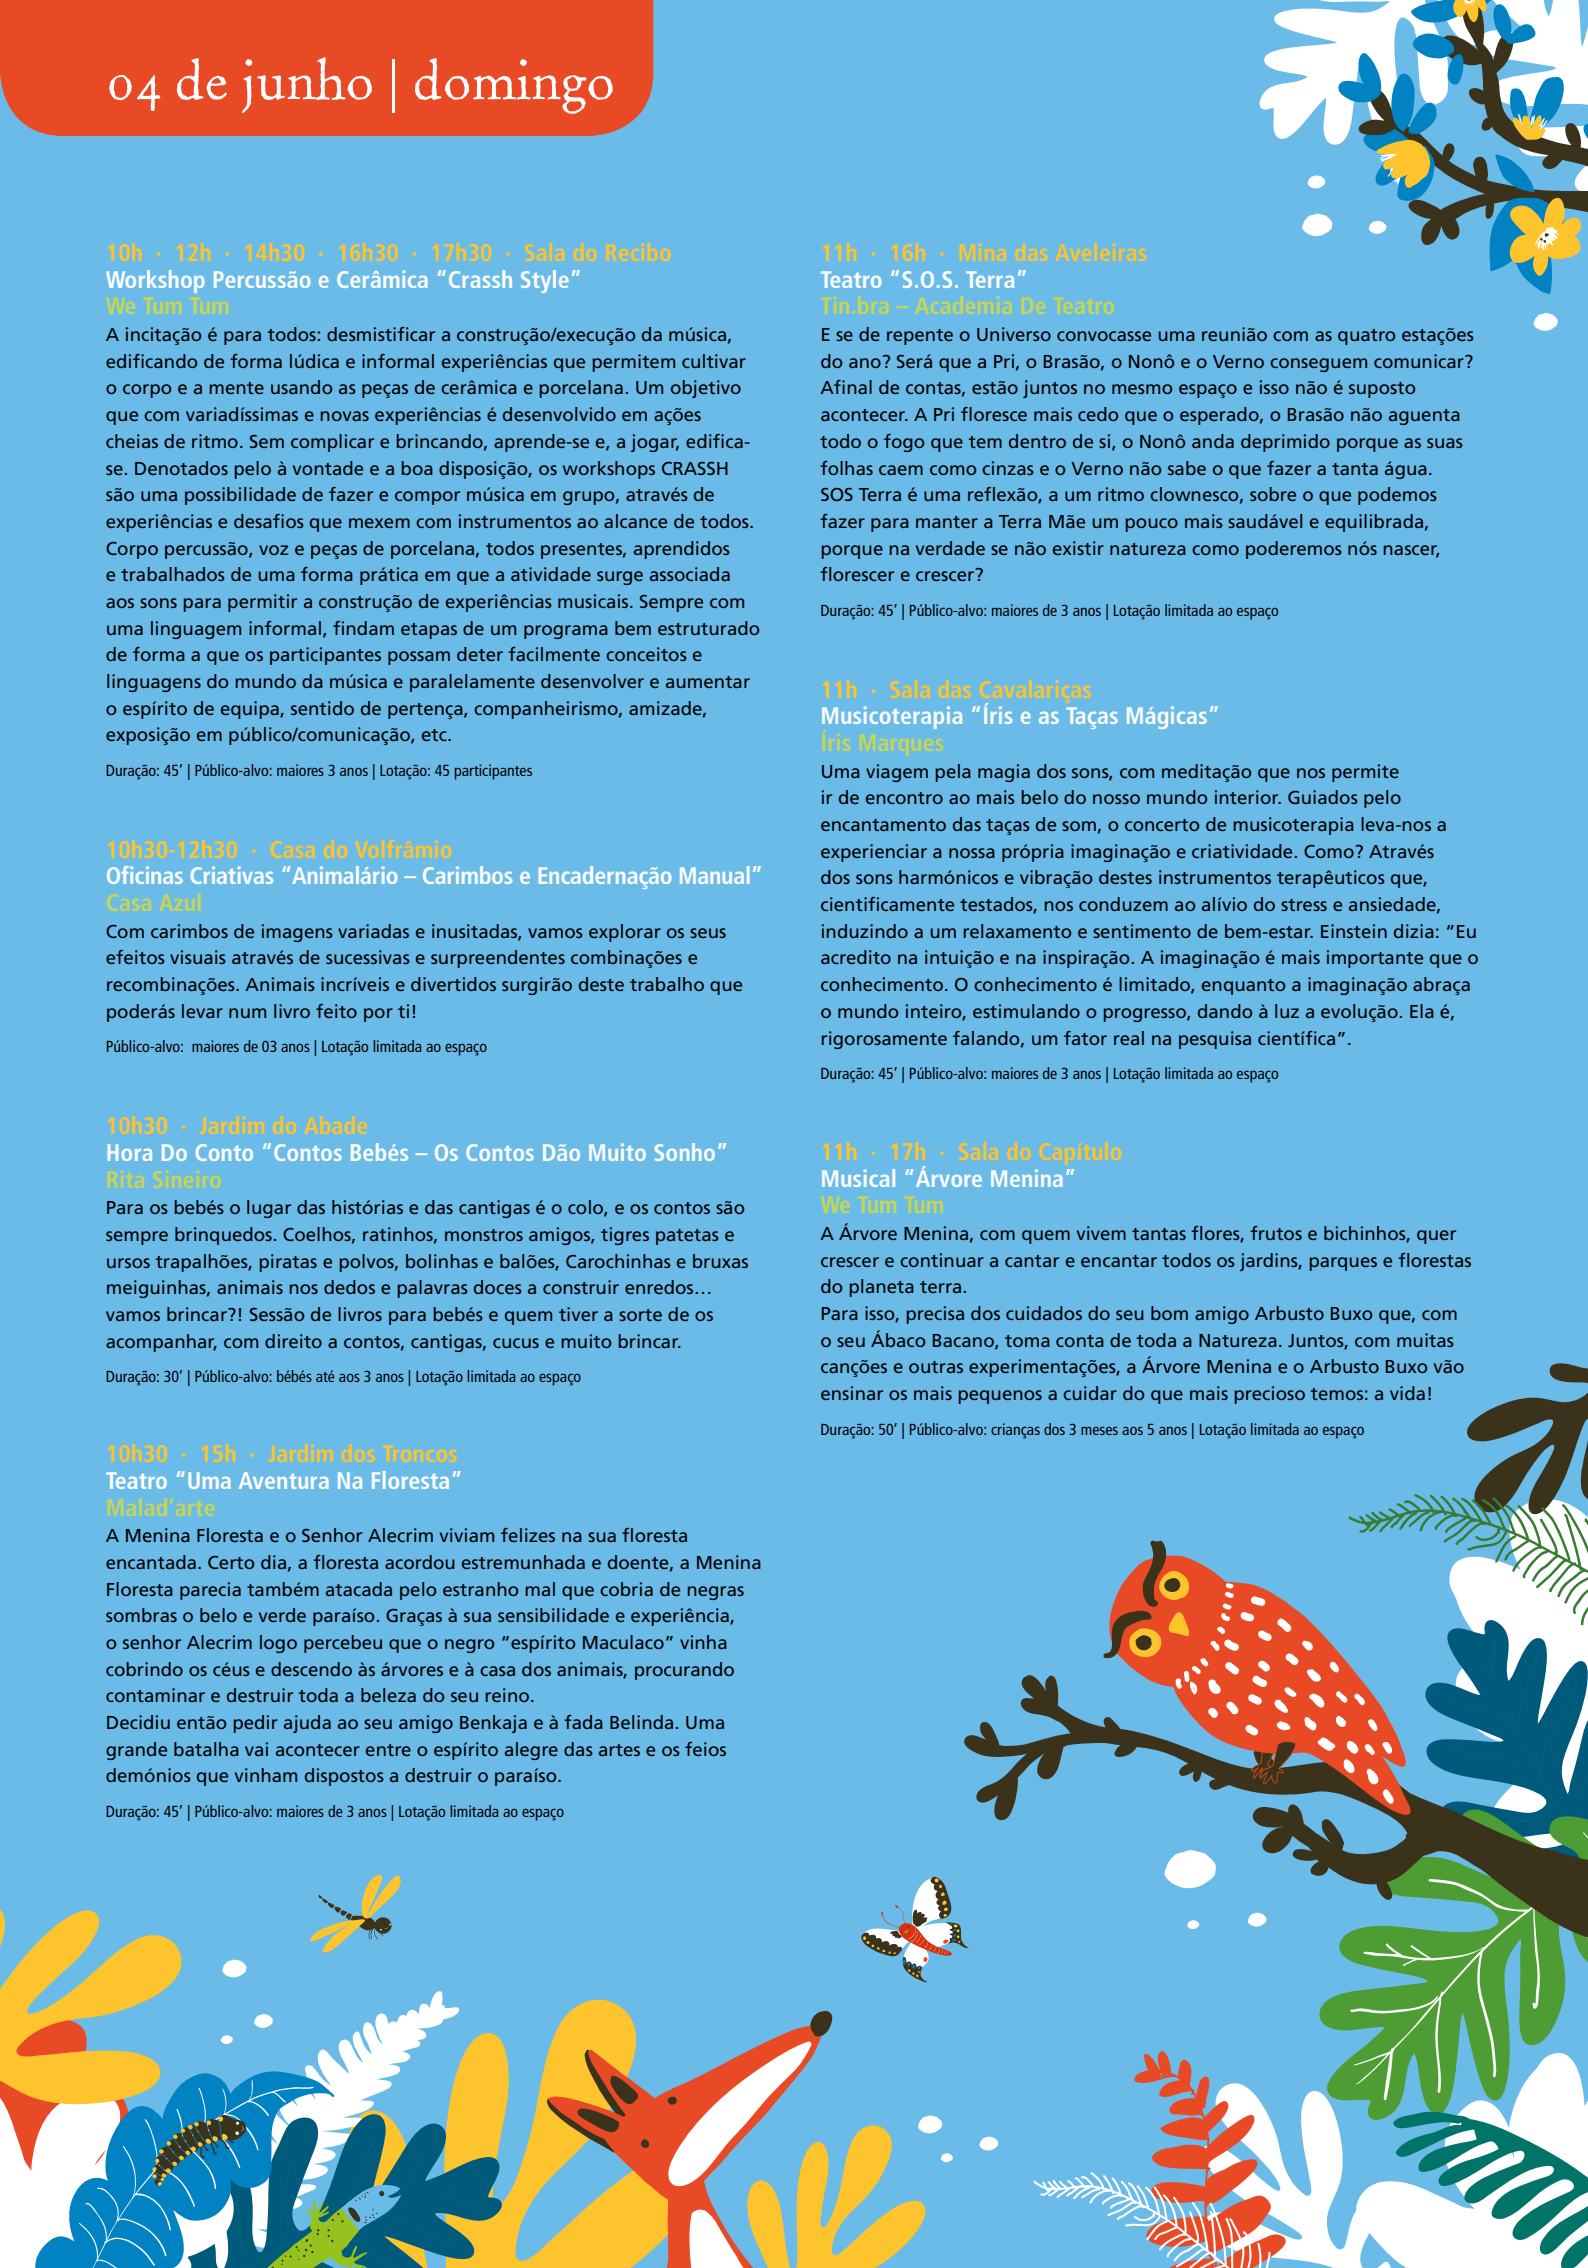 04 de junho | domingo
10h · 12h · 14h30 · 16h30 · 17h30 · Sala do Recibo
Workshop Percussão e Cerâmica “Crassh Style”
We Tum Tum
A incitação é para todos: desmistificar a construção/execução da música,
edificando de forma lúdica e informal experiências que permitem cultivar
o corpo e a mente usando as peças de cerâmica e porcelana. Um objetivo
que com variadíssimas e novas experiências é desenvolvido em ações
cheias de ritmo. Sem complicar e brincando, aprende-se e, a jogar, edifica-
se. Denotados pelo à vontade e a boa disposição, os workshops CRASSH
são uma possibilidade de fazer e compor música em grupo, através de
experiências e desafios que mexem com instrumentos ao alcance de todos.
Corpo percussão, voz e peças de porcelana, todos presentes, aprendidos
e trabalhados de uma forma prática em que a atividade surge associada
aos sons para permitir a construção de experiências musicais. Sempre com
uma linguagem informal, findam etapas de um programa bem estruturado
de forma a que os participantes possam deter facilmente conceitos e
linguagens do mundo da música e paralelamente desenvolver e aumentar
o espírito de equipa, sentido de pertença, companheirismo, amizade,
exposição em público/comunicação, etc.
Duração: 45’ | Público-alvo: maiores 3 anos | Lotação: 45 participantes
10h30-12h30 · Casa do Volfrâmio
Oficinas Criativas “Animalário – Carimbos e Encadernação Manual”
Casa Azul
Com carimbos de imagens variadas e inusitadas, vamos explorar os seus
efeitos visuais através de sucessivas e surpreendentes combinações e
recombinações. Animais incríveis e divertidos surgirão deste trabalho que
poderás levar num livro feito por ti!
Público-alvo: maiores de 03 anos | Lotação limitada ao espaço
10h30 · Jardim do Abade
Hora Do Conto “Contos Bebés – Os Contos Dão Muito Sonho”
Rita Sineiro
Para os bebés o lugar das histórias e das cantigas é o colo, e os contos são
sempre brinquedos. Coelhos, ratinhos, monstros amigos, tigres patetas e
ursos trapalhões, piratas e polvos, bolinhas e balões, Carochinhas e bruxas
meiguinhas, animais nos dedos e palavras doces a construir enredos…
vamos brincar?! Sessão de livros para bebés e quem tiver a sorte de os
acompanhar, com direito a contos, cantigas, cucus e muito brincar.
Duração: 30’ | Público-alvo: bébés até aos 3 anos | Lotação limitada ao espaço
10h30 · 15h · Jardim dos Troncos
Teatro “Uma Aventura Na Floresta”
Malad’arte
A Menina Floresta e o Senhor Alecrim viviam felizes na sua floresta
encantada. Certo dia, a floresta acordou estremunhada e doente, a Menina
Floresta parecia também atacada pelo estranho mal que cobria de negras
sombras o belo e verde paraíso. Graças à sua sensibilidade e experiência,
o senhor Alecrim logo percebeu que o negro “espírito Maculaco” vinha
cobrindo os céus e descendo às árvores e à casa dos animais, procurando
contaminar e destruir toda a beleza do seu reino.
Decidiu então pedir ajuda ao seu amigo Benkaja e à fada Belinda. Uma
grande batalha vai acontecer entre o espírito alegre das artes e os feios
demónios que vinham dispostos a destruir o paraíso.
Duração: 45’ | Público-alvo: maiores de 3 anos | Lotação limitada ao espaço
11h · 16h · Mina das Aveleiras
Teatro “S.O.S. Terra”
Tin.bra – Academia De Teatro
E se de repente o Universo convocasse uma reunião com as quatro estações
do ano? Será que a Pri, o Brasão, o Nonô e o Verno conseguem comunicar?
Afinal de contas, estão juntos no mesmo espaço e isso não é suposto
acontecer. A Pri floresce mais cedo que o esperado, o Brasão não aguenta
todo o fogo que tem dentro de si, o Nonô anda deprimido porque as suas
folhas caem como cinzas e o Verno não sabe o que fazer a tanta água.
SOS Terra é uma reflexão, a um ritmo clownesco, sobre o que podemos
fazer para manter a Terra Mãe um pouco mais saudável e equilibrada,
porque na verdade se não existir natureza como poderemos nós nascer,
florescer e crescer?
Duração: 45’ | Público-alvo: maiores de 3 anos | Lotação limitada ao espaço
11h · Sala das Cavalariças
Musicoterapia “Íris e as Taças Mágicas”
Íris Marques
Uma viagem pela magia dos sons, com meditação que nos permite
ir de encontro ao mais belo do nosso mundo interior. Guiados pelo
encantamento das taças de som, o concerto de musicoterapia leva-nos a
experienciar a nossa própria imaginação e criatividade. Como? Através
dos sons harmónicos e vibração destes instrumentos terapêuticos que,
cientificamente testados, nos conduzem ao alívio do stress e ansiedade,
induzindo a um relaxamento e sentimento de bem-estar. Einstein dizia: “Eu
acredito na intuição e na inspiração. A imaginação é mais importante que o
conhecimento. O conhecimento é limitado, enquanto a imaginação abraça
o mundo inteiro, estimulando o progresso, dando à luz a evolução. Ela é,
rigorosamente falando, um fator real na pesquisa científica”.
Duração: 45’ | Público-alvo: maiores de 3 anos | Lotação limitada ao espaço
11h · 17h · Sala do Capítulo
Musical “Árvore Menina”
We Tum Tum
A Árvore Menina, com quem vivem tantas flores, frutos e bichinhos, quer
crescer e continuar a cantar e encantar todos os jardins, parques e florestas
do planeta terra.
Para isso, precisa dos cuidados do seu bom amigo Arbusto Buxo que, com
o seu Ábaco Bacano, toma conta de toda a Natureza. Juntos, com muitas
canções e outras experimentações, a Árvore Menina e o Arbusto Buxo vão
ensinar os mais pequenos a cuidar do que mais precioso temos: a vida!
Duração: 50’ | Público-alvo: crianças dos 3 meses aos 5 anos | Lotação limitada ao espaço